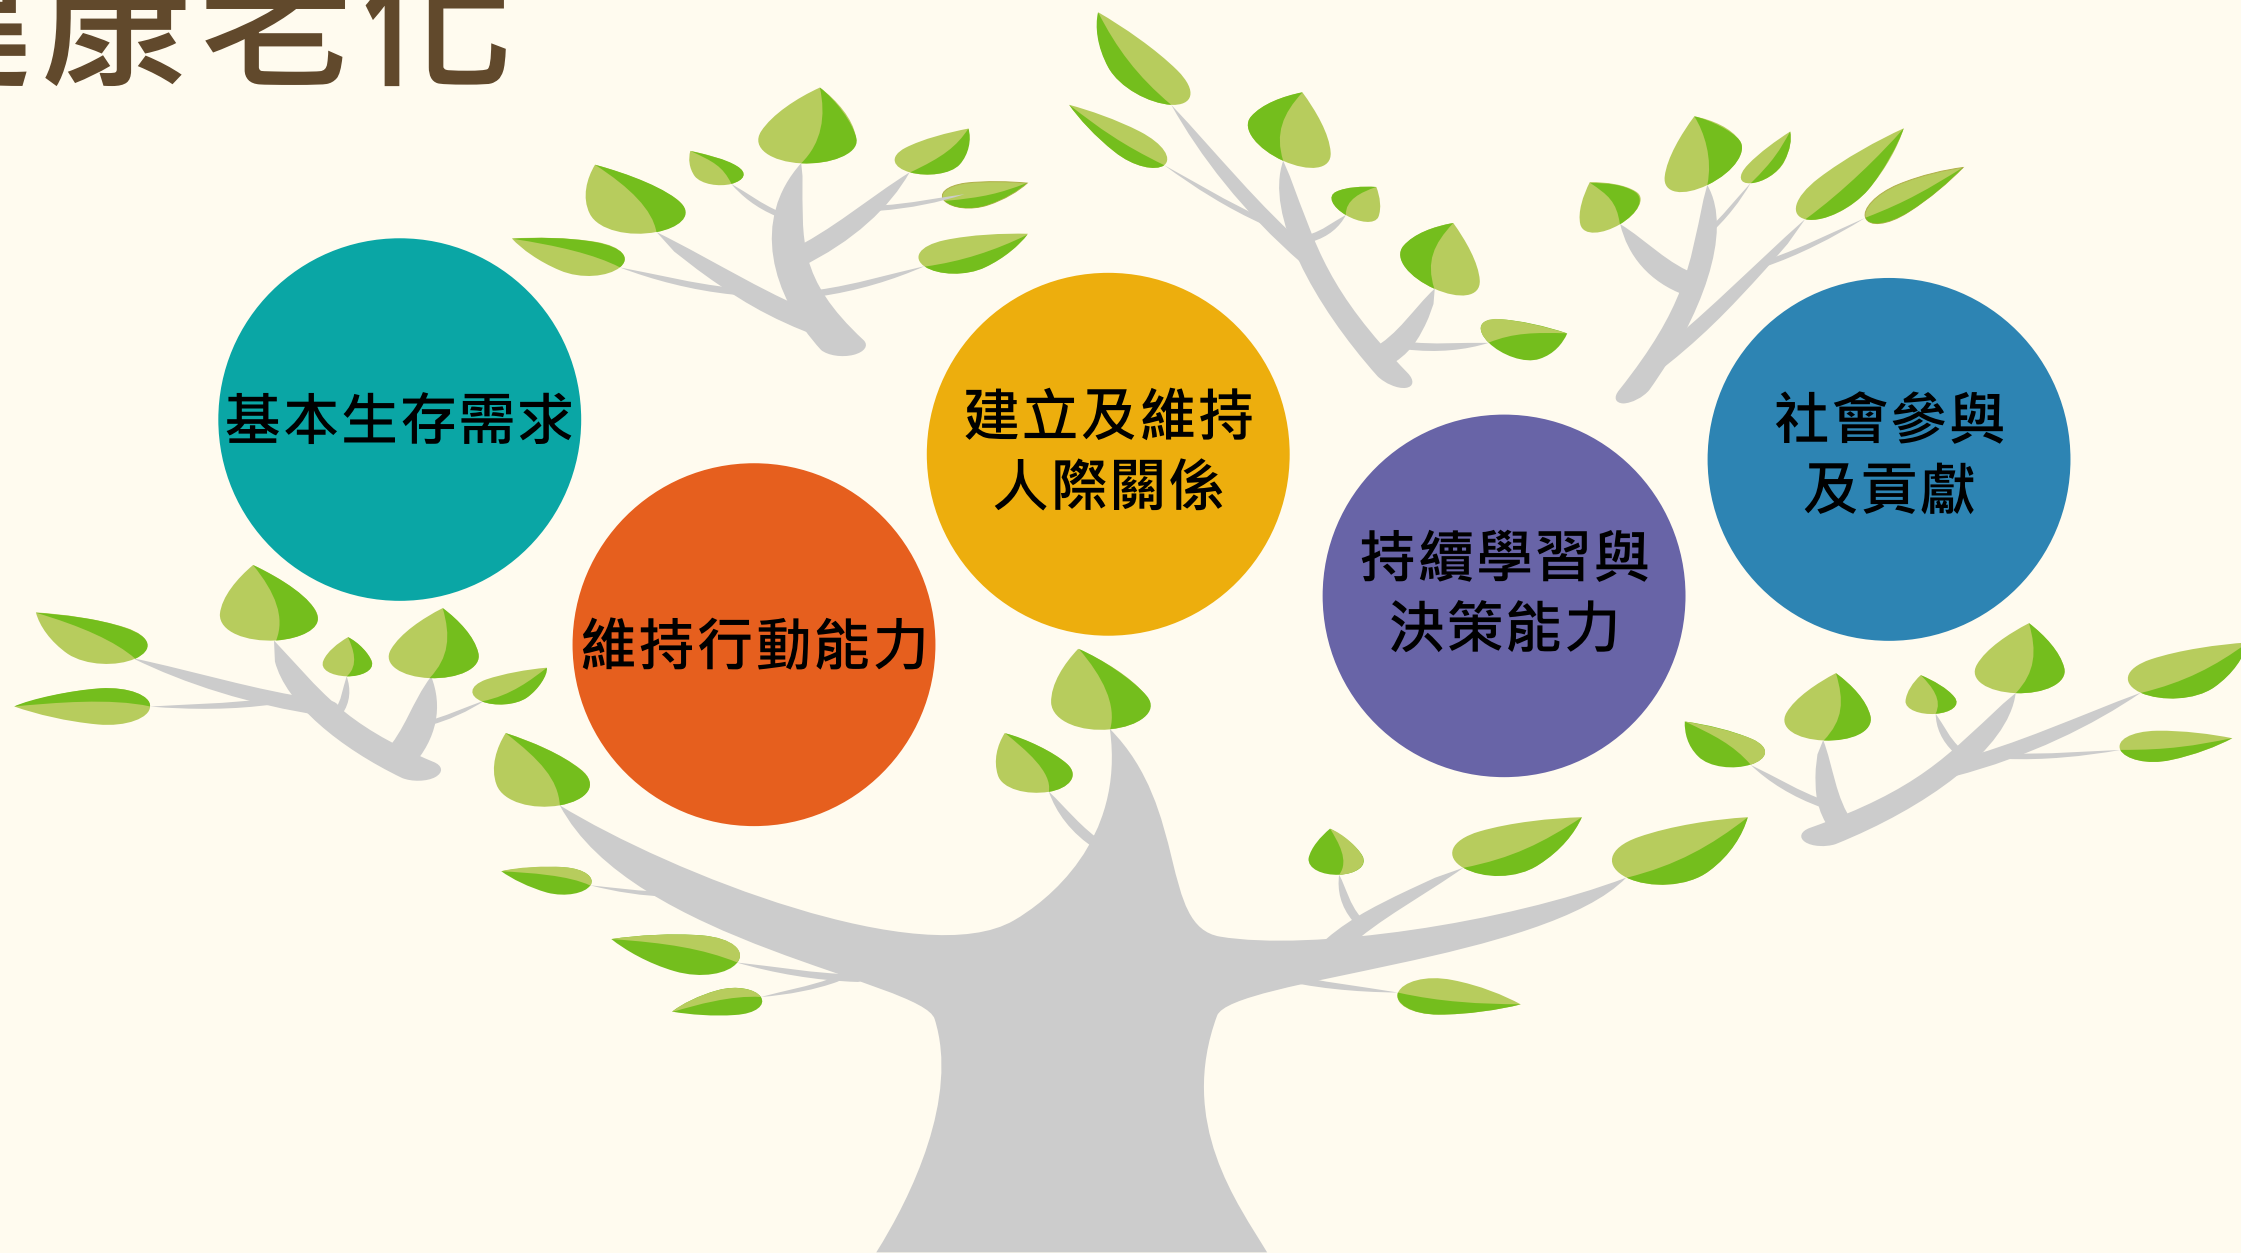 康老化
基本生存需求
維持行動能力
建立及維持
人際關係
持續學習與
決策能力
社會參與
及貢獻